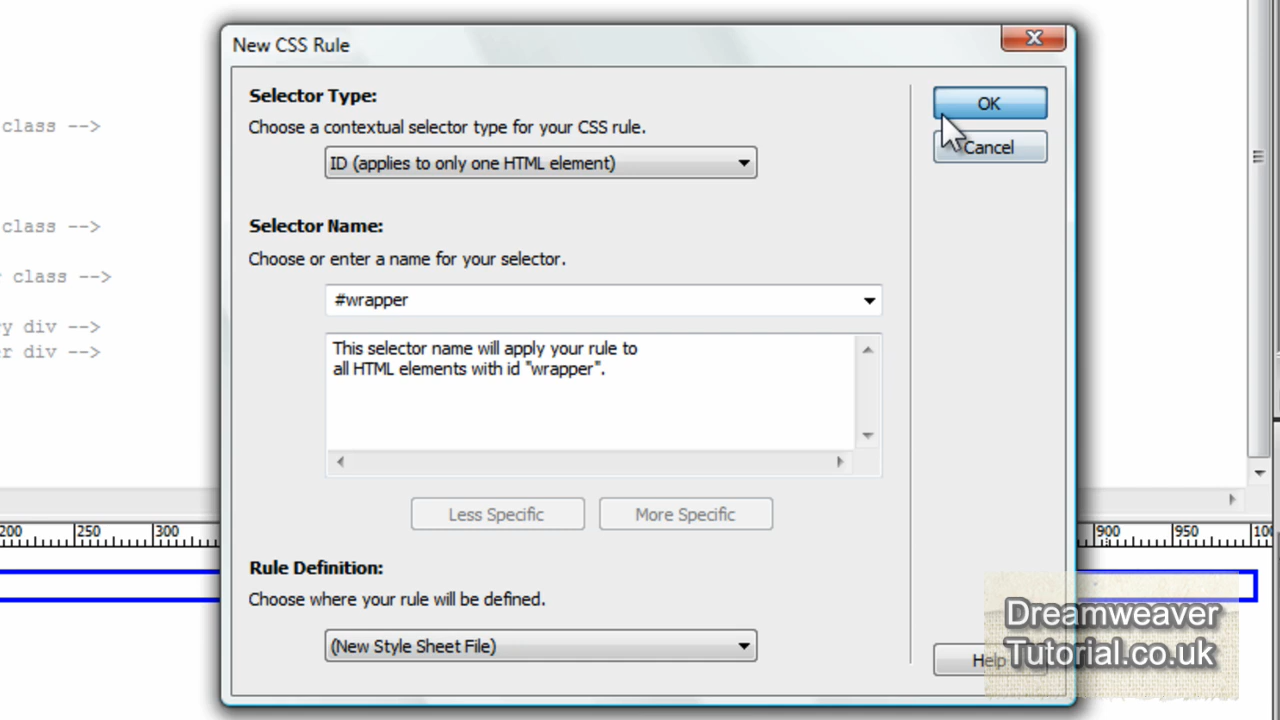 New CSS Rule
Selector Type:
Choose a contextual selector type for your CSS rule.
ID (applies to only one HTML element)
OK
Cancel
Selector Name:
Choose or enter a name for your selector.
#wrapper
This selector name will apply your rule to
all HTML elements with id "wrapper".
Less Specific
More Specific
Rule Definition:
Choose where your rule will be defined.
(New Style Sheet File)
Help
class -->
class -->
class -->
div -->
div -->
200 250 300
900 950
Dreamweaver
Tutorial.co.uk